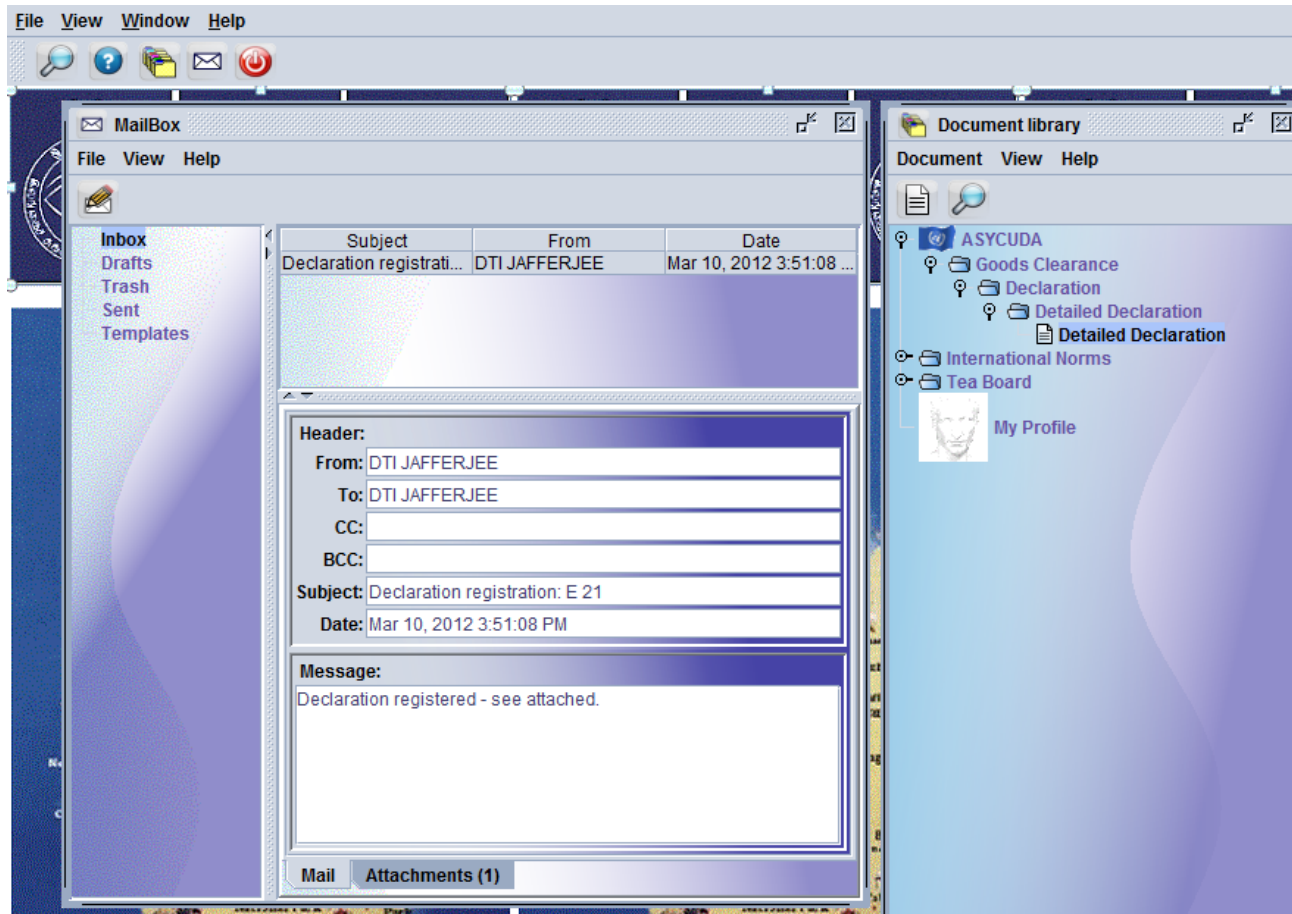 File View Window Help
MailBox
File View Help
Inbox
Drafts
Trash
Sent
Templates
Subject From Date
Declaration registrati... DTI JAFFERJEE Mar 10, 2012 3:51:08 ...
Header:
From: DTI JAFFERJEE
To: DTI JAFFERJEE
CC:
BCC:
Subject: Declaration registration: E 21
Date: Mar 10, 2012 3:51:08 PM
Message:
Declaration registered - see attached.
Mail Attachments (1)
Document library
Document View Help
ASYCUDA
Goods Clearance
Declaration
Detailed Declaration
Detailed Declaration
International Norms
Tea Board
My Profile